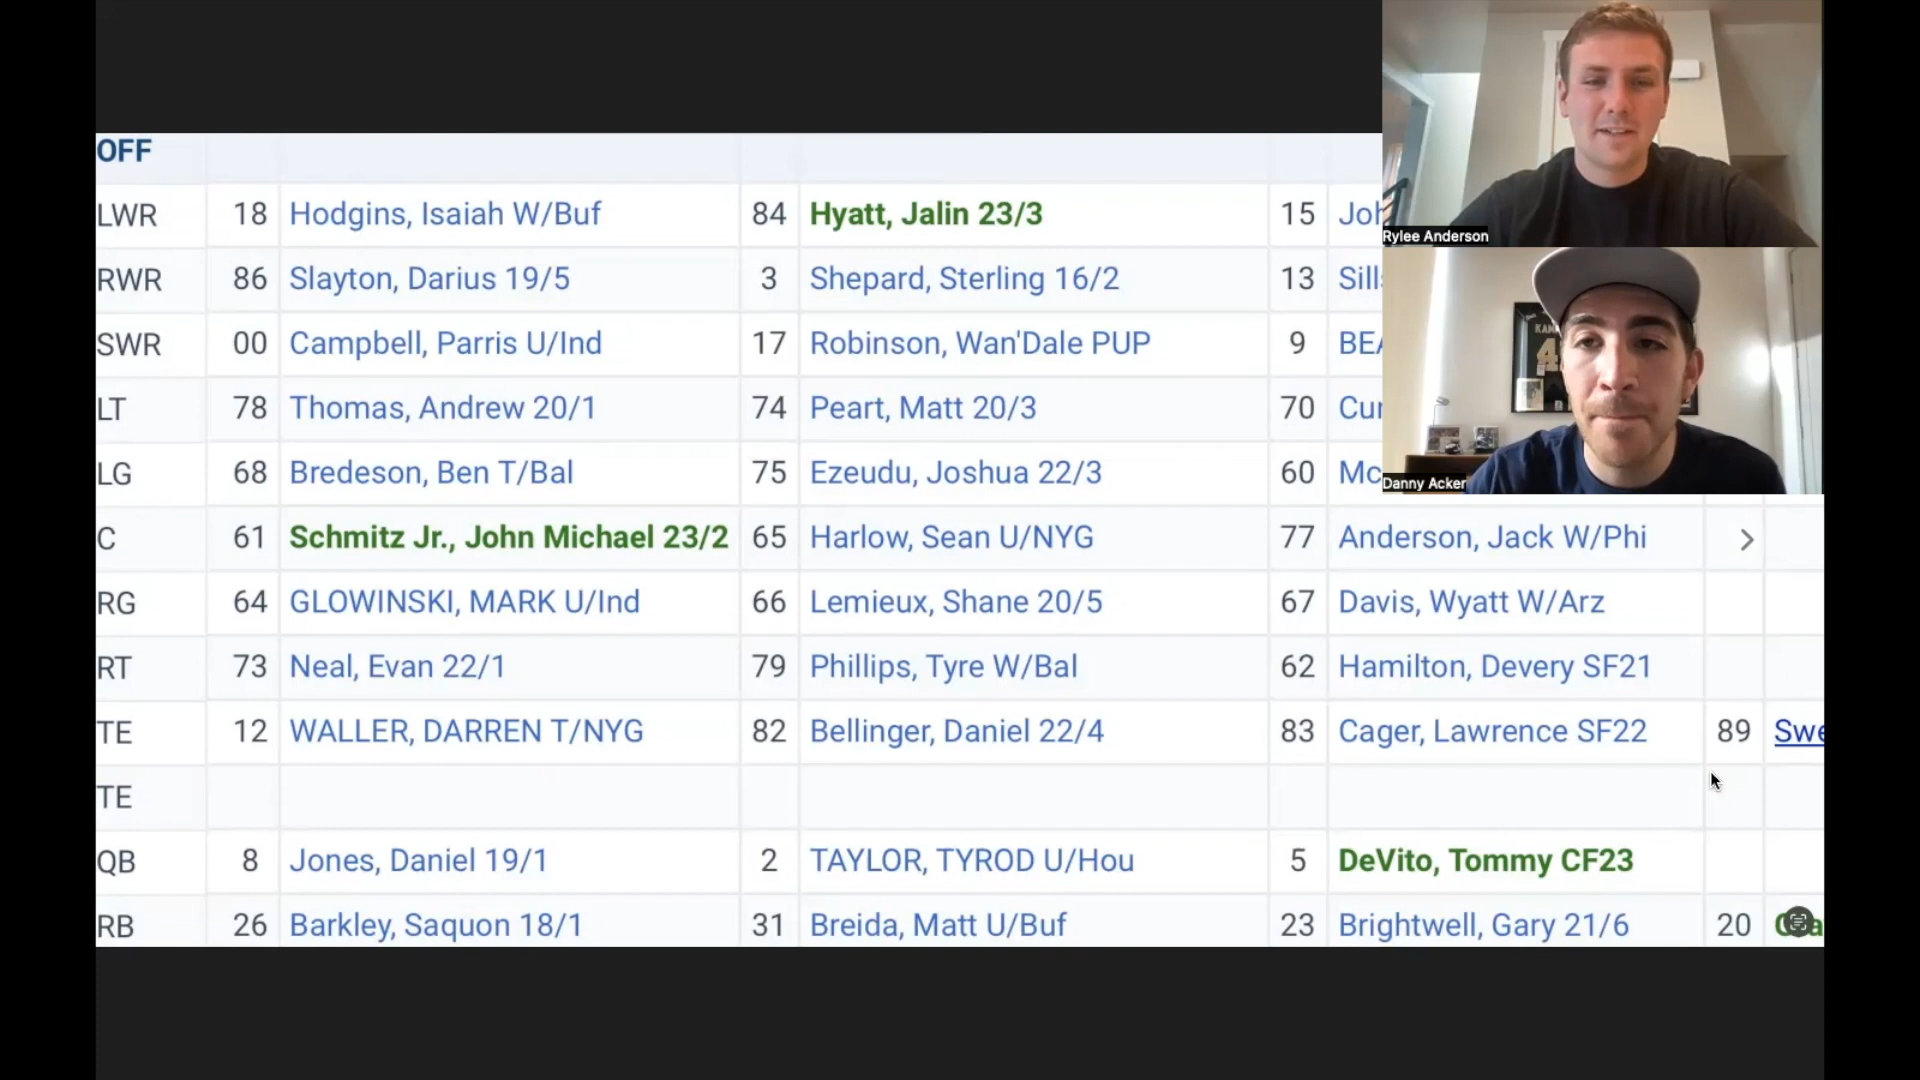 OFF
LWR 18 Hodgins, Isaiah W/Buf 84 Hyatt, Jalin 23/3 15
RWR 86 Slayton, Darius 19/5 3 Shepard, Sterling 16/2 13
SWR 00 Campbell, Parris U/Ind 17 Robinson, Wan'Dale PUP 9
LT 78 Thomas, Andrew 20/1 74 Peart, Matt 20/3 70
LG 68 Bredeson, Ben T/Bal 75 Ezeudu, Joshua 22/3 60
C 61 Schmitz Jr., John Michael 23/2 65 Harlow, Sean U/NYG 77 Anderson, Jack W/Phi
RG 64 GLOWINSKI, MARK U/Ind 66 Lemieux, Shane 20/5 67 Davis, Wyatt W/Arz
RT 73 Neal, Evan 22/1 79 Phillips, Tyre W/Bal 62 Hamilton, Devery SF21
TE 12 WALLER, DARREN T/NYG 82 Bellinger, Daniel 22/4 83 Cager, Lawrence SF22 89 Swe
TE
QB 8 Jones, Daniel 19/1 2 TAYLOR, TYROD U/Hou 5 DeVito, Tommy CF23
RB 26 Barkley, Saquon 18/1 31 Breida, Matt U/Buf 23 Brightwell, Gary 21/6 20
Rylee Anderson
Danny Acker